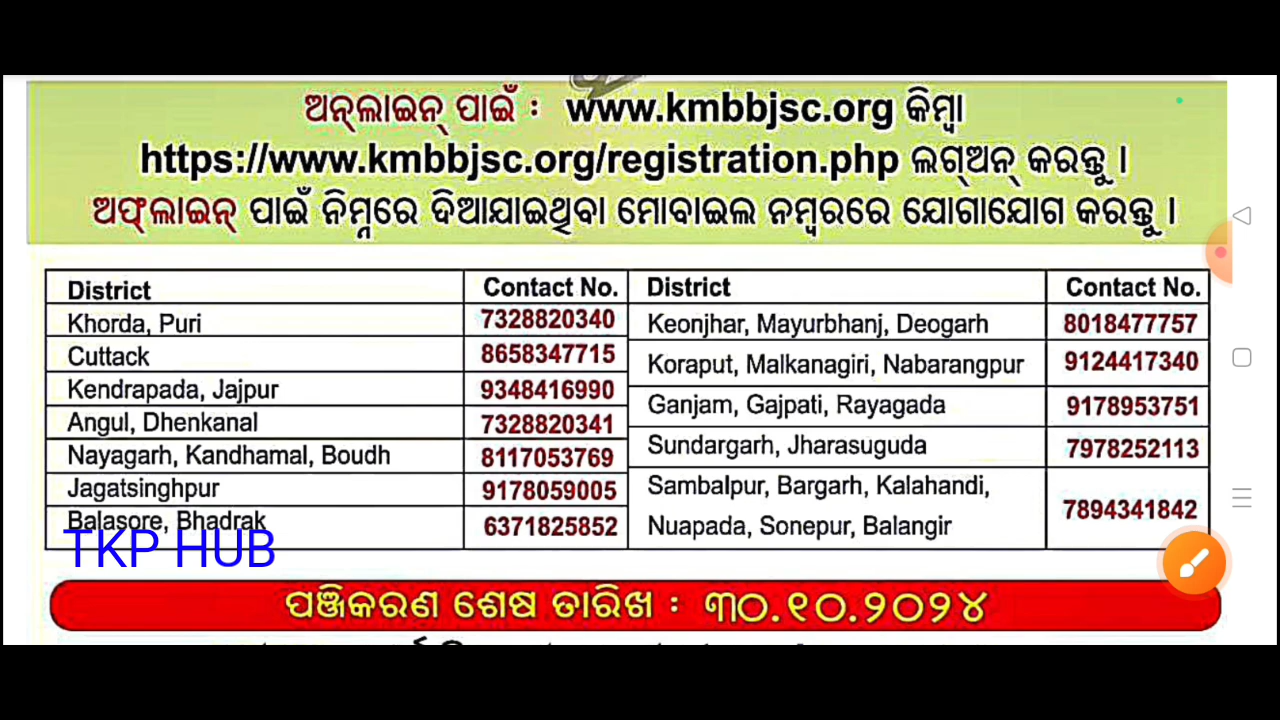 ଅନ୍‌ଲାଇନ୍ ପାଇଁ : www.kmbbjsc.org କିମ୍ବା
https://www.kmbbjsc.org/registration.php ଲଗ୍ଅନ୍ କରନ୍ତୁ ।
ଅଫ୍‌ଲାଇନ୍ ପାଇଁ ନିମ୍ନରେ ଦିଆଯାଇଥିବା ମୋବାଇଲ ନମ୍ବରରେ ଯୋଗାଯୋଗ କରନ୍ତୁ ।
District Contact No. District Contact No.
Khorda, Puri 7328820340 Keonjhar, Mayurbhanj, Deogarh 8018477757
Cuttack 8658347715 Koraput, Malkanagiri, Nabarangpur 9124417340
Kendrapada, Jajpur 9348416990 Ganjam, Gajpati, Rayagada 9178953751
Angul, Dhenkanal 7328820341 Sundargarh, Jharasuguda 7978252113
Nayagarh, Kandhamal, Boudh 8117053769 Sambalpur, Bargarh, Kalahandi,
Jagatsinghpur 9178059005 Nuapada, Sonepur, Balangir 7894341842
Balasore, Bhadrak 6371825852
TKP HUB
ପଞ୍ଜିକରଣ ଶେଷ ତାରିଖ : ୩୦.୧୦.୨୦୨୪